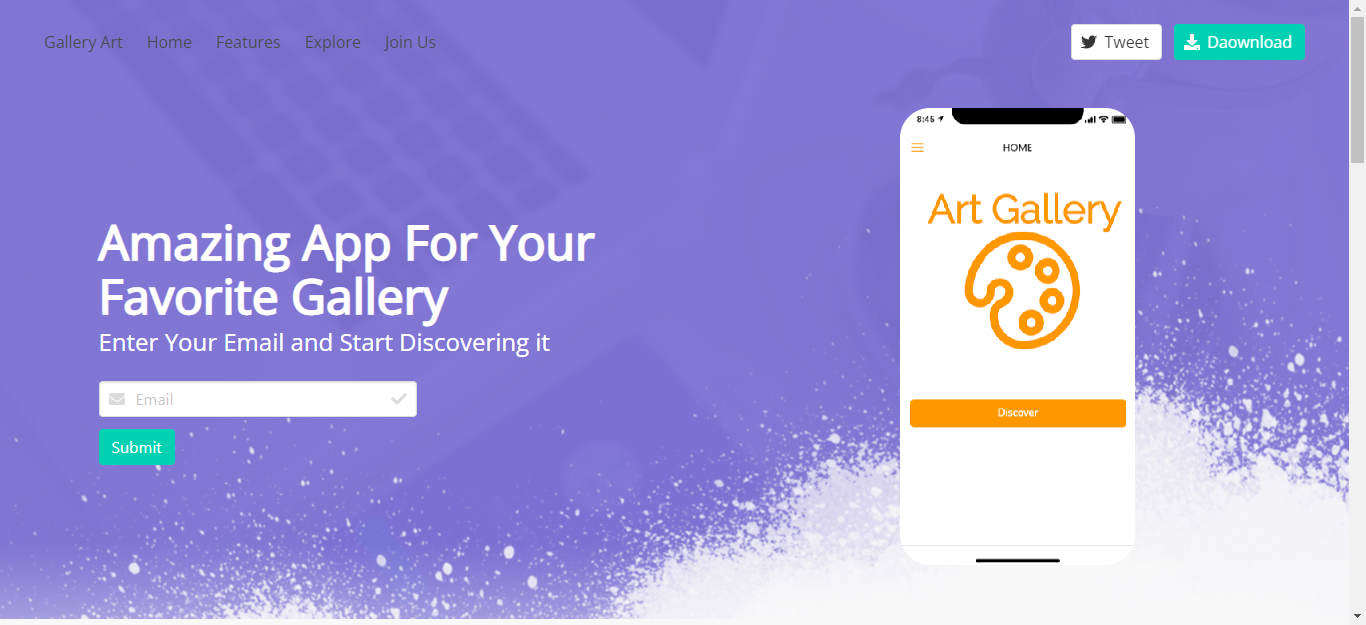 Gallery Art Home Features Explore Join Us Tweet Daownload
8:45
HOME
Art Gallery
Amazing App For Your
Favorite Gallery
Enter Your Email and Start Discovering it
Email
Discover
Submit